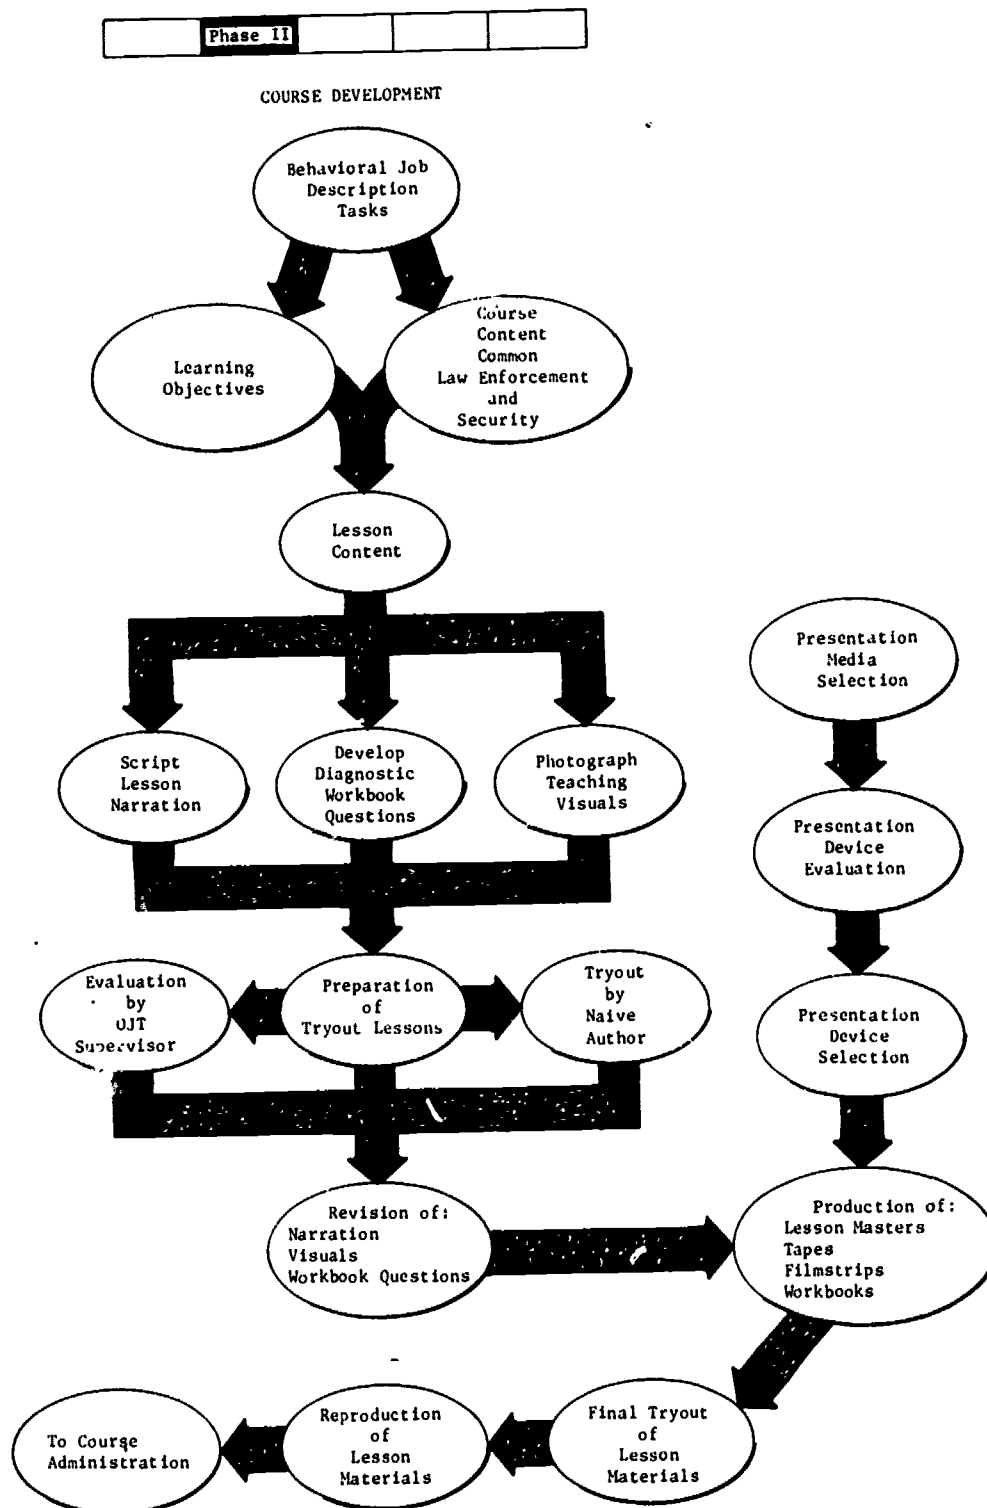 Phase II
COURSE DEVELOPMENT
Behavioral Job
Description
Tasks
Learning
Objectives
Course
Content
Common
Law Enforcement
and
Security
Lesson
Content
Script
Lesson
Narration
Develop
Diagnostic
Workbook
Questions
Photograph
Teaching
Visuals
Presentation
Media
Selection
Presentation
Device
Evaluation
Evaluation
by
OJT
Supervisor
Preparation
of
Tryout Lessons
Tryout
by
Naive
Author
Presentation
Device
Selection
Revision of:
Narration
Visuals
Workbook Questions
Production of:
Lesson Masters
Tapes
Filmstrips
Workbooks
Final Tryout
of
Lesson
Materials
Reproduction
of
Lesson
Materials
To Course
Administration